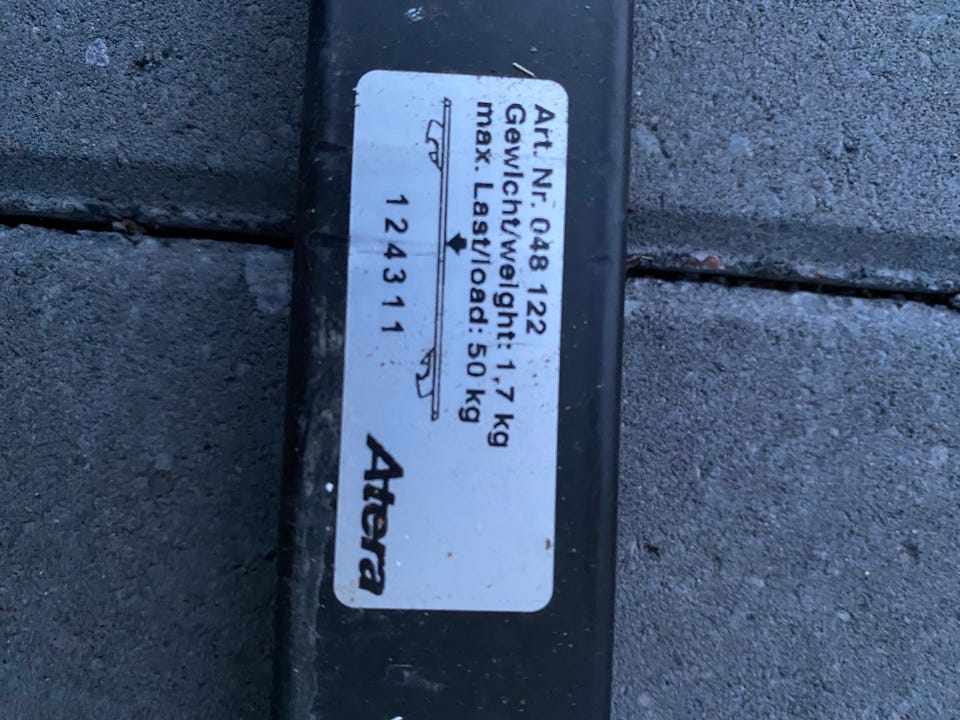 Art. Nr. 048 122
Gewicht/weight: 1,7 kg
max. Last/load: 50 kg
124311
Atera